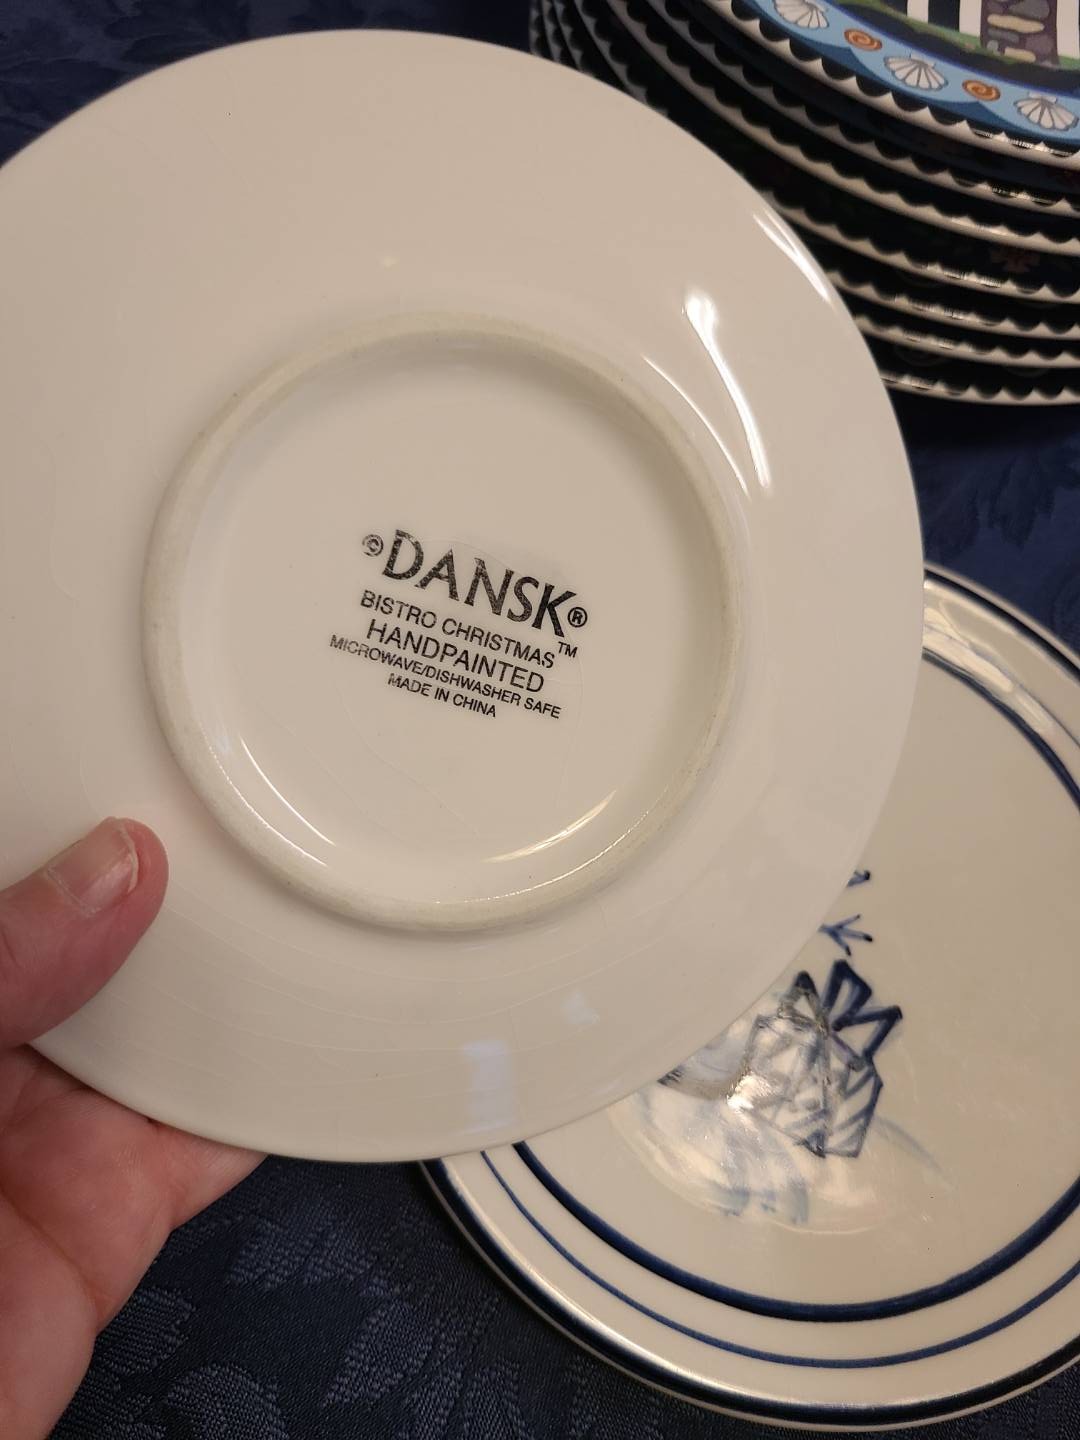 ©DANSK®
BISTRO CHRISTMAS™
HANDPAINTED
MICROWAVE/DISHWASHER SAFE
MADE IN CHINA